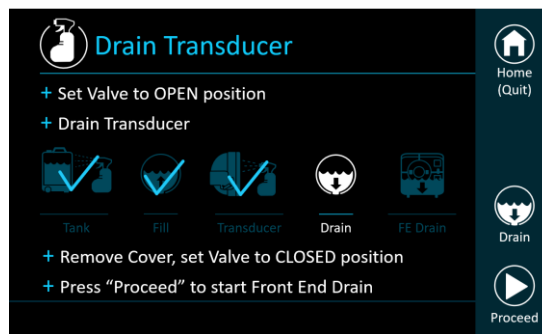 Drain Transducer
+ Set Valve to OPEN position
+ Drain Transducer
Tank Fill Transducer Drain FE Drain
+ Remove Cover, set Valve to CLOSED position
+ Press “Proceed” to start Front End Drain
Home
(Quit)
Drain
Proceed